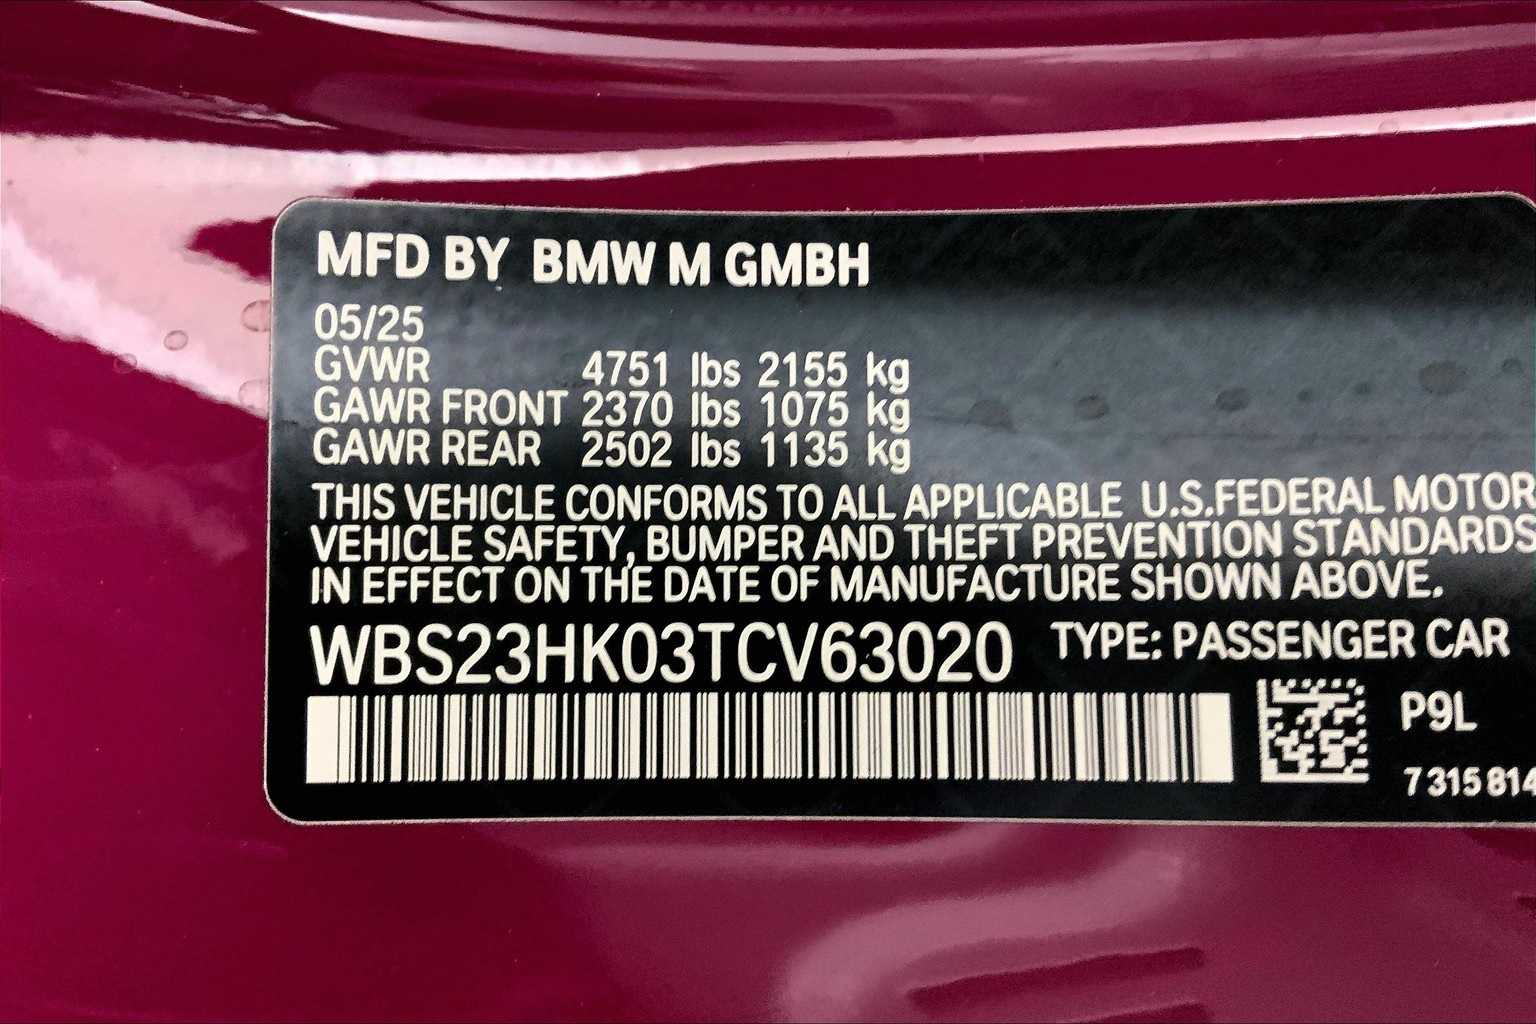 MFD BY BMW M GMBH
05/25
GVWR 4751 lbs 2155 kg
GAWR FRONT 2370 lbs 1075 kg
GAWR REAR 2502 lbs 1135 kg
THIS VEHICLE CONFORMS TO ALL APPLICABLE U.S.FEDERAL MOTOR
VEHICLE SAFETY, BUMPER AND THEFT PREVENTION STANDARDS
IN EFFECT ON THE DATE OF MANUFACTURE SHOWN ABOVE.
WBS23HK03TCV63020 TYPE: PASSENGER CAR
P9L
7 315 814